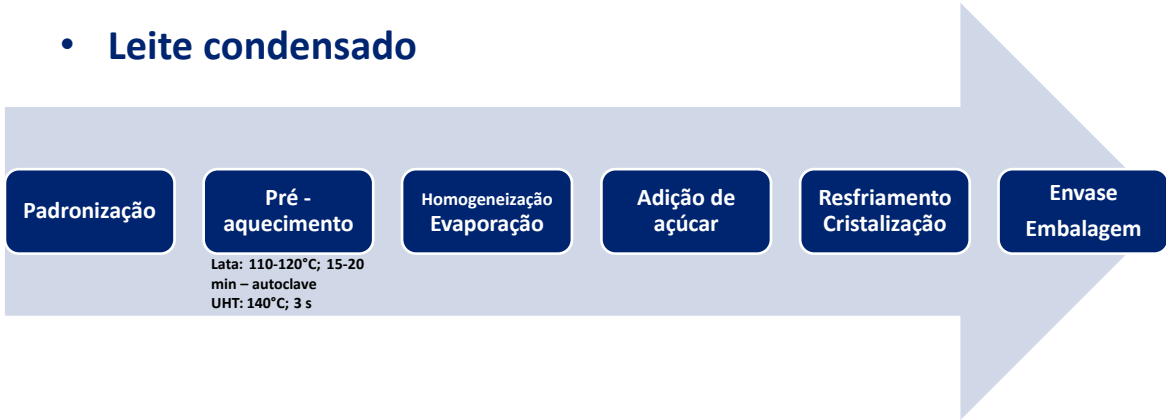 • Leite condensado
Padronização
Pré -
aquecimento
Lata: 110-120°C; 15-20
min – autoclave
UHT: 140°C; 3 s
Homogeneização
Evaporação
Adição de
açúcar
Resfriamento
Cristalização
Envase
Embalagem